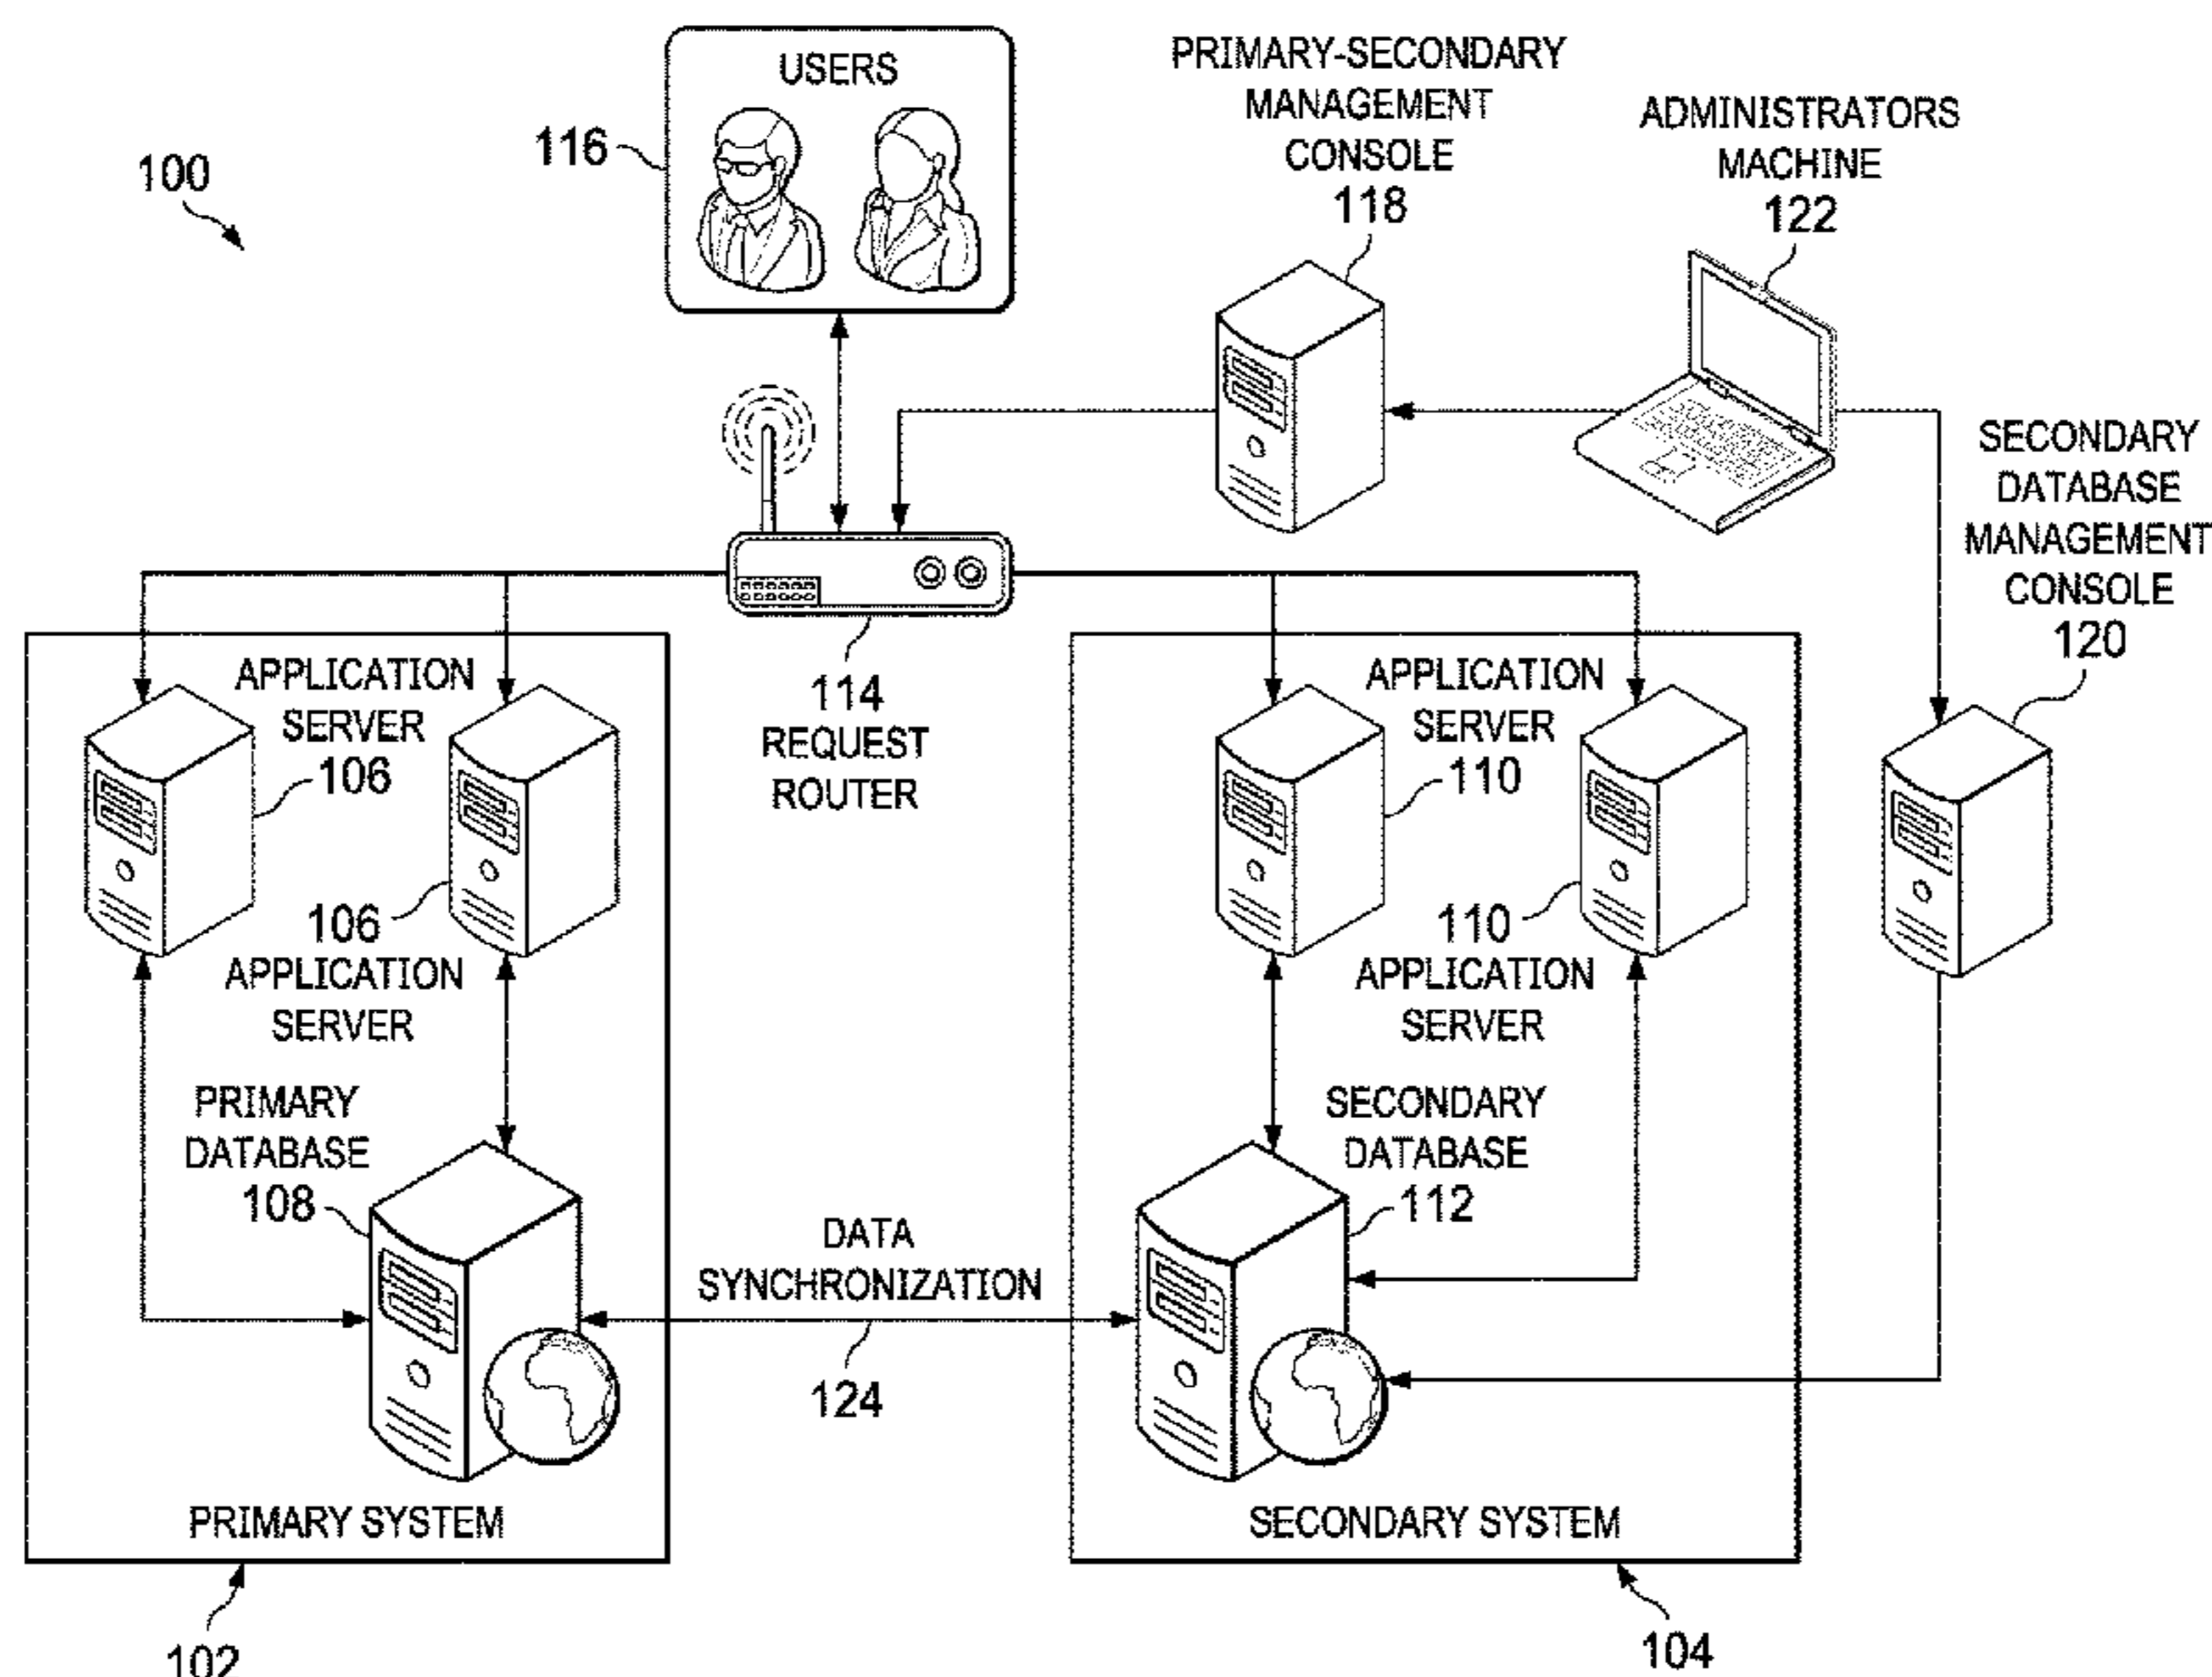 USERS
116
100
PRIMARY-SECONDARY
MANAGEMENT
CONSOLE
118
ADMINISTRATORS
MACHINE
122
SECONDARY
DATABASE
MANAGEMENT
CONSOLE
120
114
REQUEST
ROUTER
APPLICATION
SERVER
106
106
APPLICATION
SERVER
APPLICATION
SERVER
110
110
APPLICATION
SERVER
PRIMARY
DATABASE
108
SECONDARY
DATABASE
112
DATA
SYNCHRONIZATION
124
PRIMARY SYSTEM
SECONDARY SYSTEM
102
104